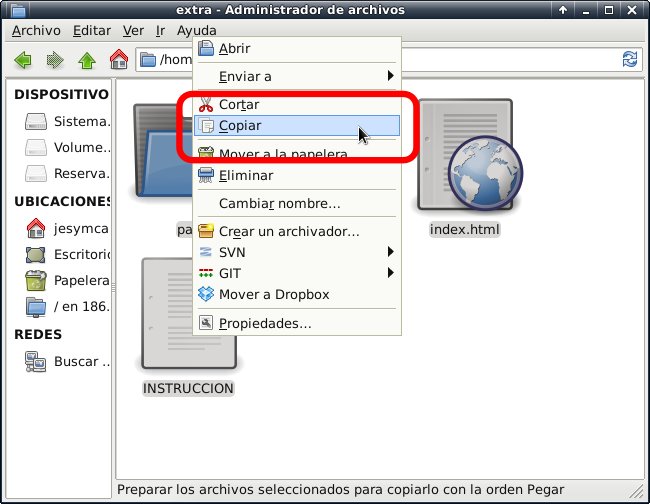 extra - Administrador de archivos
Archivo Editar Ver Ir Ayuda
/hom
DISPOSITIVO
Sistema.
Volume...
Reserva.
UBICACIONES
jesymca.
Escritorio
Papelera
/ en 186.
REDES
Buscar ..
Abrir
Enviar a
Cortar
Copiar
Mover a la papelera
Eliminar
Cambiar nombre...
Crear un archivador...
SVN
GIT
Mover a Dropbox
Propiedades...
pa
index.html
INSTRUCCION
Preparar los archivos seleccionados para copiarlo con la orden Pegar